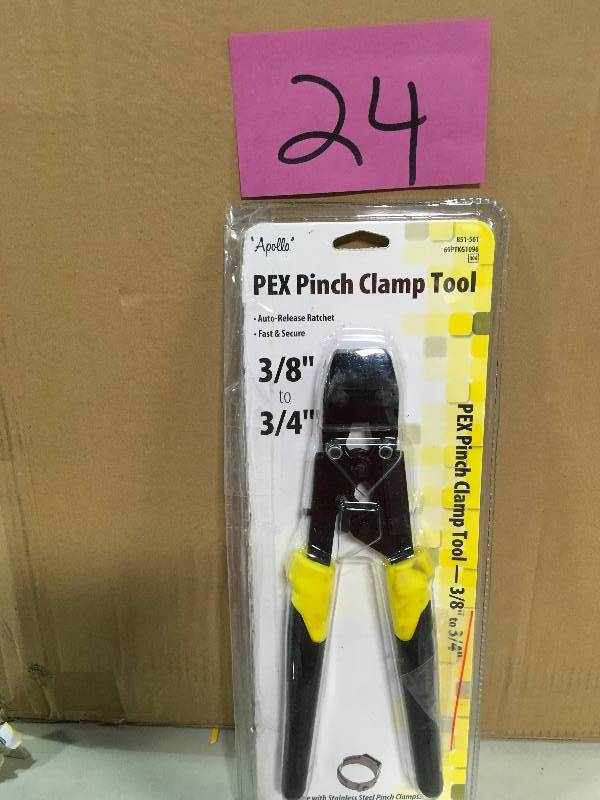 24
"Apollo"
851-561
69PTKG1096
PEX Pinch Clamp Tool
• Auto-Release Ratchet
• Fast & Secure
3/8"
to
3/4"
PEX Pinch Clamp Tool — 3/8" to 3/4"
with Stainless Steel Pinch Clamps